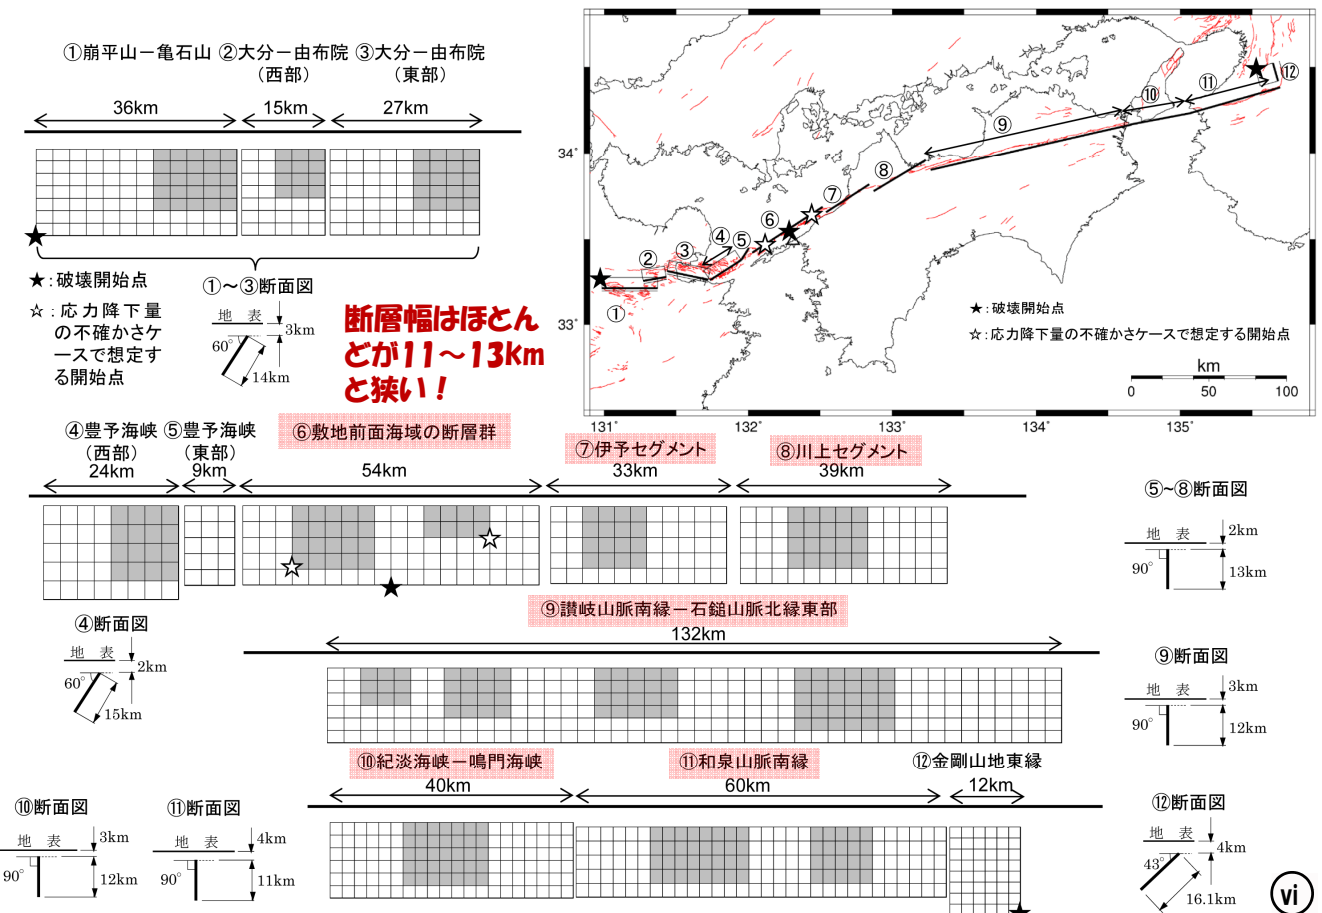 ①崩平山－亀石山 ②大分－由布院 ③大分－由布院
（西部） （東部）
36km 15km 27km
★:破壊開始点
☆:応力降下量
の不確かさケ
ースで想定す
る開始点
①～③断面図
地 表
3km
60°
14km
断層幅はほとん
どが11～13km
と狭い！
⑫
⑪
⑩
⑨
⑧
⑦
⑥
⑤
④
③
②
①
34°
33°
★:破壊開始点
☆:応力降下量の不確かさケースで想定する開始点
km
0 50 100
131° 132° 133° 134° 135°
④豊予海峡 ⑤豊予海峡 ⑥敷地前面海域の断層群
（西部） （東部）
⑦伊予セグメント ⑧川上セグメント
24km 9km 54km 33km 39km
⑤~⑧断面図
地 表
2km
90°
13km
⑨讃岐山脈南縁－石鎚山脈北縁東部
132km
④断面図
地 表
2km
60°
15km
⑨断面図
地 表
3km
90°
12km
⑩紀淡海峡－鳴門海峡 ⑪和泉山脈南縁 ⑫金剛山地東縁
40km 60km 12km
⑩断面図
地 表
3km
90°
12km
⑪断面図
地 表
4km
90°
11km
⑫断面図
地 表
4km
43°
16.1km
vi